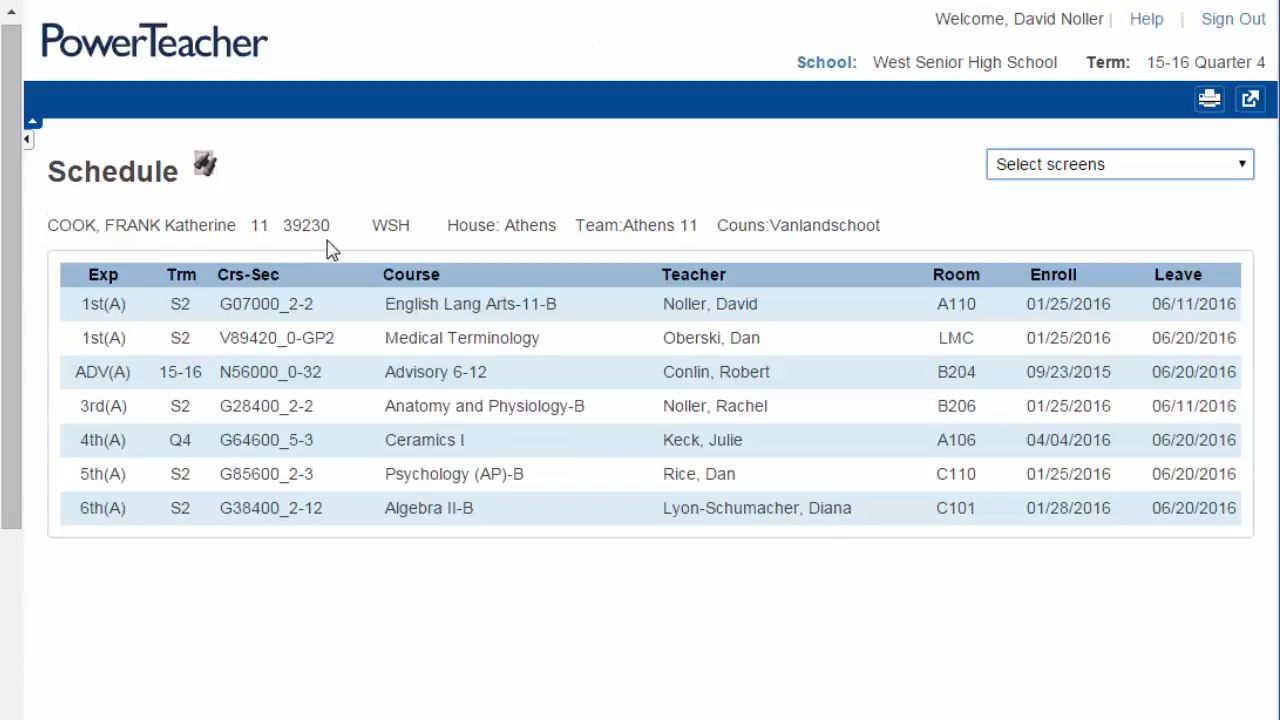 Welcome, David Noller | Help | Sign Out
PowerTeacher
School: West Senior High School Term: 15-16 Quarter 4
Schedule Select screens
COOK, FRANK Katherine 11 39230 WSH House: Athens Team:Athens 11 Couns:Vanlandschoot
Exp Trm Crs-Sec Course Teacher Room Enroll Leave
1st(A) S2 G07000_2-2 English Lang Arts-11-B Noller, David A110 01/25/2016 06/11/2016
1st(A) S2 V89420_0-GP2 Medical Terminology Oberski, Dan LMC 01/25/2016 06/20/2016
ADV(A) 15-16 N56000_0-32 Advisory 6-12 Conlin, Robert B204 09/23/2015 06/20/2016
3rd(A) S2 G28400_2-2 Anatomy and Physiology-B Noller, Rachel B206 01/25/2016 06/11/2016
4th(A) Q4 G64600_5-3 Ceramics I Keck, Julie A106 04/04/2016 06/20/2016
5th(A) S2 G85600_2-3 Psychology (AP)-B Rice, Dan C110 01/25/2016 06/20/2016
6th(A) S2 G38400_2-12 Algebra II-B Lyon-Schumacher, Diana C101 01/28/2016 06/20/2016